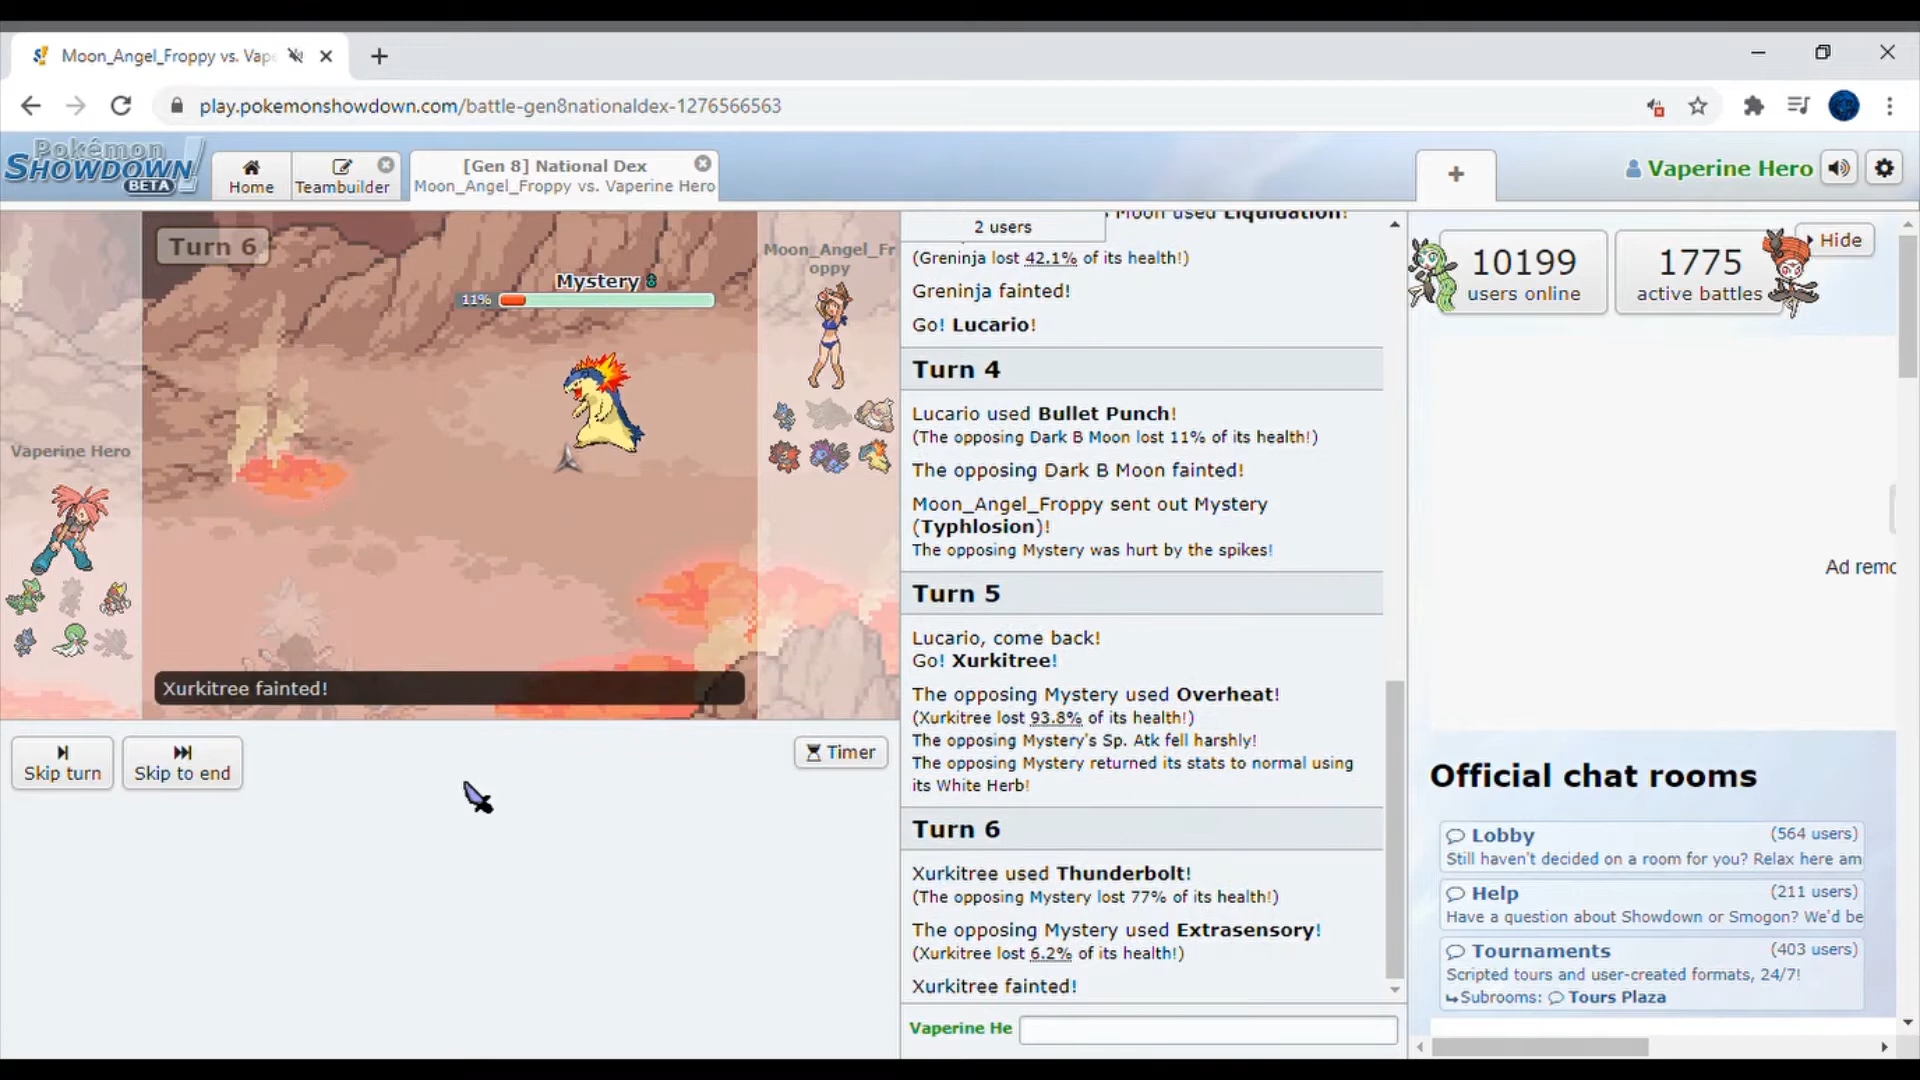 Moon_Angel_Froppy vs. Vape
play.pokemonshowdown.com/battle-gen8nationaldex-1276566563
Pokémon
SHOWDOWN!
BETA
Home
Teambuilder
[Gen 8] National Dex
Moon_Angel_Froppy vs. Vaperine Hero
Vaperine Hero
Turn 6
Mystery
11%
Moon_Angel_Fr
oppy
Vaperine Hero
Xurkitree fainted!
Skip turn
Skip to end
Timer
2 users
Moon used Liquidation!
(Greninja lost 42.1% of its health!)
Greninja fainted!
Go! Lucario!
Turn 4
Lucario used Bullet Punch!
(The opposing Dark B Moon lost 11% of its health!)
The opposing Dark B Moon fainted!
Moon_Angel_Froppy sent out Mystery
(Typhlosion)!
The opposing Mystery was hurt by the spikes!
Turn 5
Lucario, come back!
Go! Xurkitree!
The opposing Mystery used Overheat!
(Xurkitree lost 93.8% of its health!)
The opposing Mystery's Sp. Atk fell harshly!
The opposing Mystery returned its stats to normal using
its White Herb!
Turn 6
Xurkitree used Thunderbolt!
(The opposing Mystery lost 77% of its health!)
The opposing Mystery used Extrasensory!
(Xurkitree lost 6.2% of its health!)
Xurkitree fainted!
Vaperine He
10199
users online
1775
active battles
Hide
Ad remo
Official chat rooms
Lobby (564 users)
Still haven't decided on a room for you? Relax here am
Help (211 users)
Have a question about Showdown or Smogon? We'd be
Tournaments (403 users)
Scripted tours and user-created formats, 24/7!
Subrooms: Tours Plaza